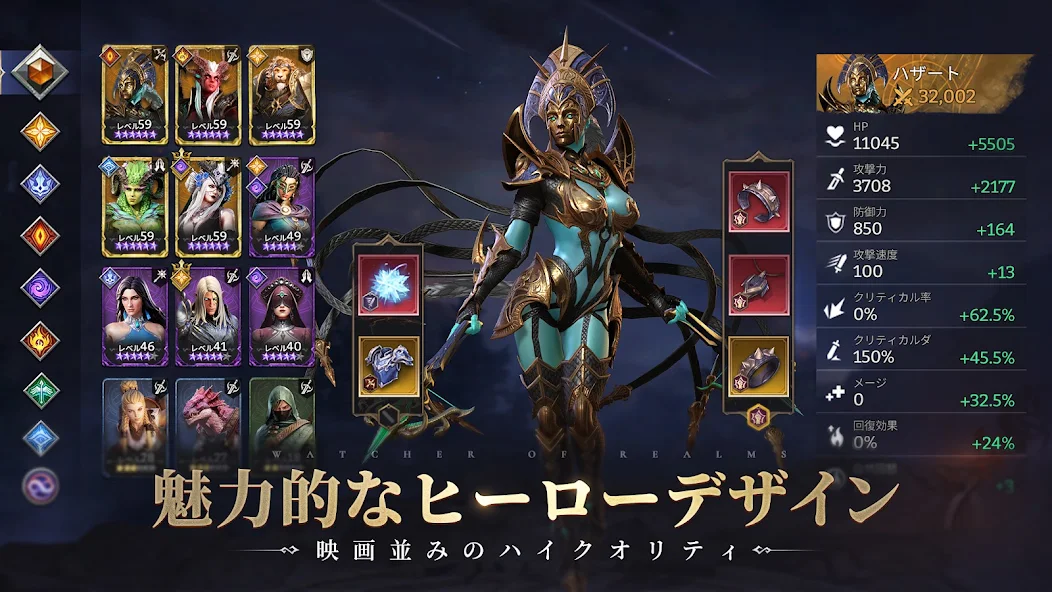 レベル59
レベル59
レベル59
レベル59
レベル59
レベル49
レベル46
レベル41
レベル40
ハザート
32,002
HP
11045 +5505
攻撃力
3708 +2177
防御力
850 +164
攻撃速度
100 +13
クリティカル率
0% +62.5%
クリティカルダ
150% +45.5%
メージ
0 +32.5%
回復効果
0% +24%
+3
WATCHER OF REALMS
魅力的なヒーローデザイン
映画並みのハイクオリティ